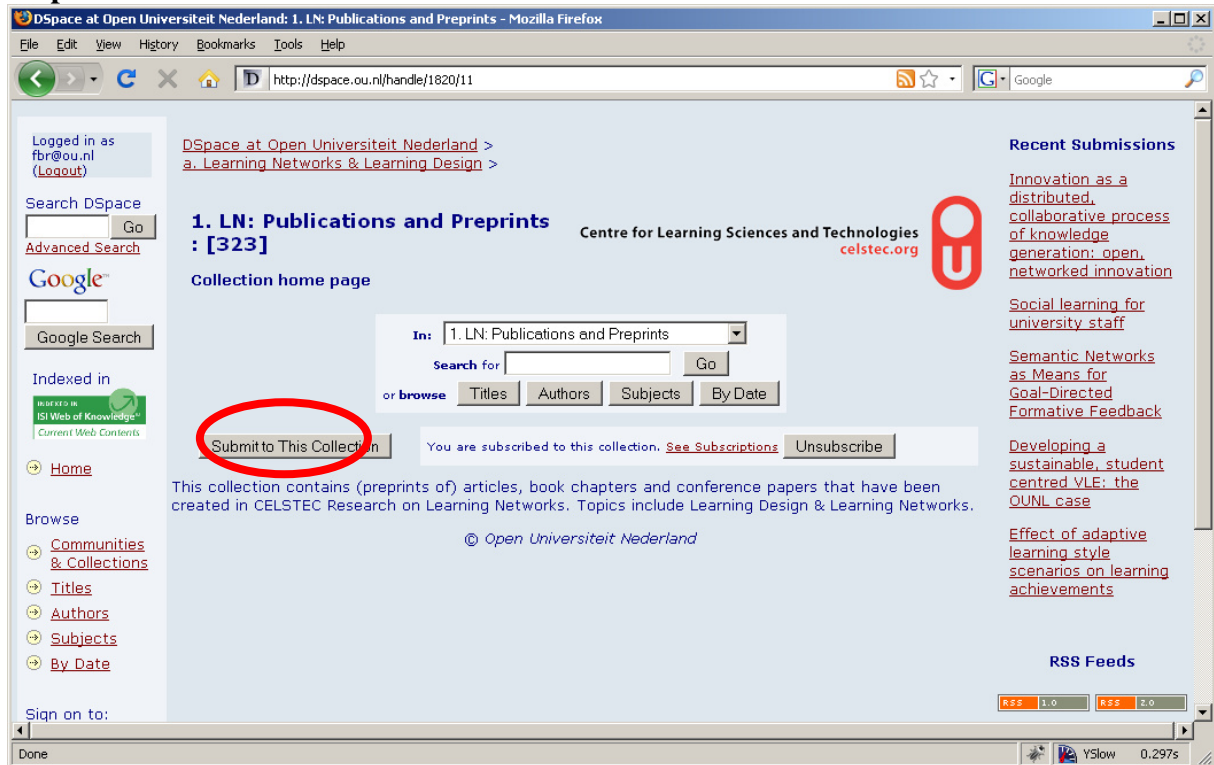 DSpace at Open Universiteit Nederland: 1. LN: Publications and Preprints - Mozilla Firefox
File Edit View History Bookmarks Tools Help
http://dspace.ou.nl/handle/1820/11
Google
Logged in as
fbr@ou.nl
(Logout)
Search DSpace
Go
Advanced Search
Google™
Google Search
Indexed in
INDEXED IN
ISI Web of Knowledge
Current Web Contents
Home
Browse
Communities
& Collections
Titles
Authors
Subjects
By Date
Sign on to:
DSpace at Open Universiteit Nederland >
a. Learning Networks & Learning Design >
1. LN: Publications and Preprints
: [323]
Collection home page
Centre for Learning Sciences and Technologies
celstec.org
In: 1. LN: Publications and Preprints
Search for Go
or browse Titles Authors Subjects By Date
Submit to This Collection
You are subscribed to this collection. See Subscriptions Unsubscribe
This collection contains (preprints of) articles, book chapters and conference papers that have been
created in CELSTEC Research on Learning Networks. Topics include Learning Design & Learning Networks.
© Open Universiteit Nederland
Recent Submissions
Innovation as a
distributed,
collaborative process
of knowledge
generation: open,
networked innovation
Social learning for
university staff
Semantic Networks
as Means for
Goal-Directed
Formative Feedback
Developing a
sustainable, student
centred VLE: the
OUNL case
Effect of adaptive
learning style
scenarios on learning
achievements
RSS Feeds
RSS 1.0 RSS 2.0
Done
YSlow 0.297s